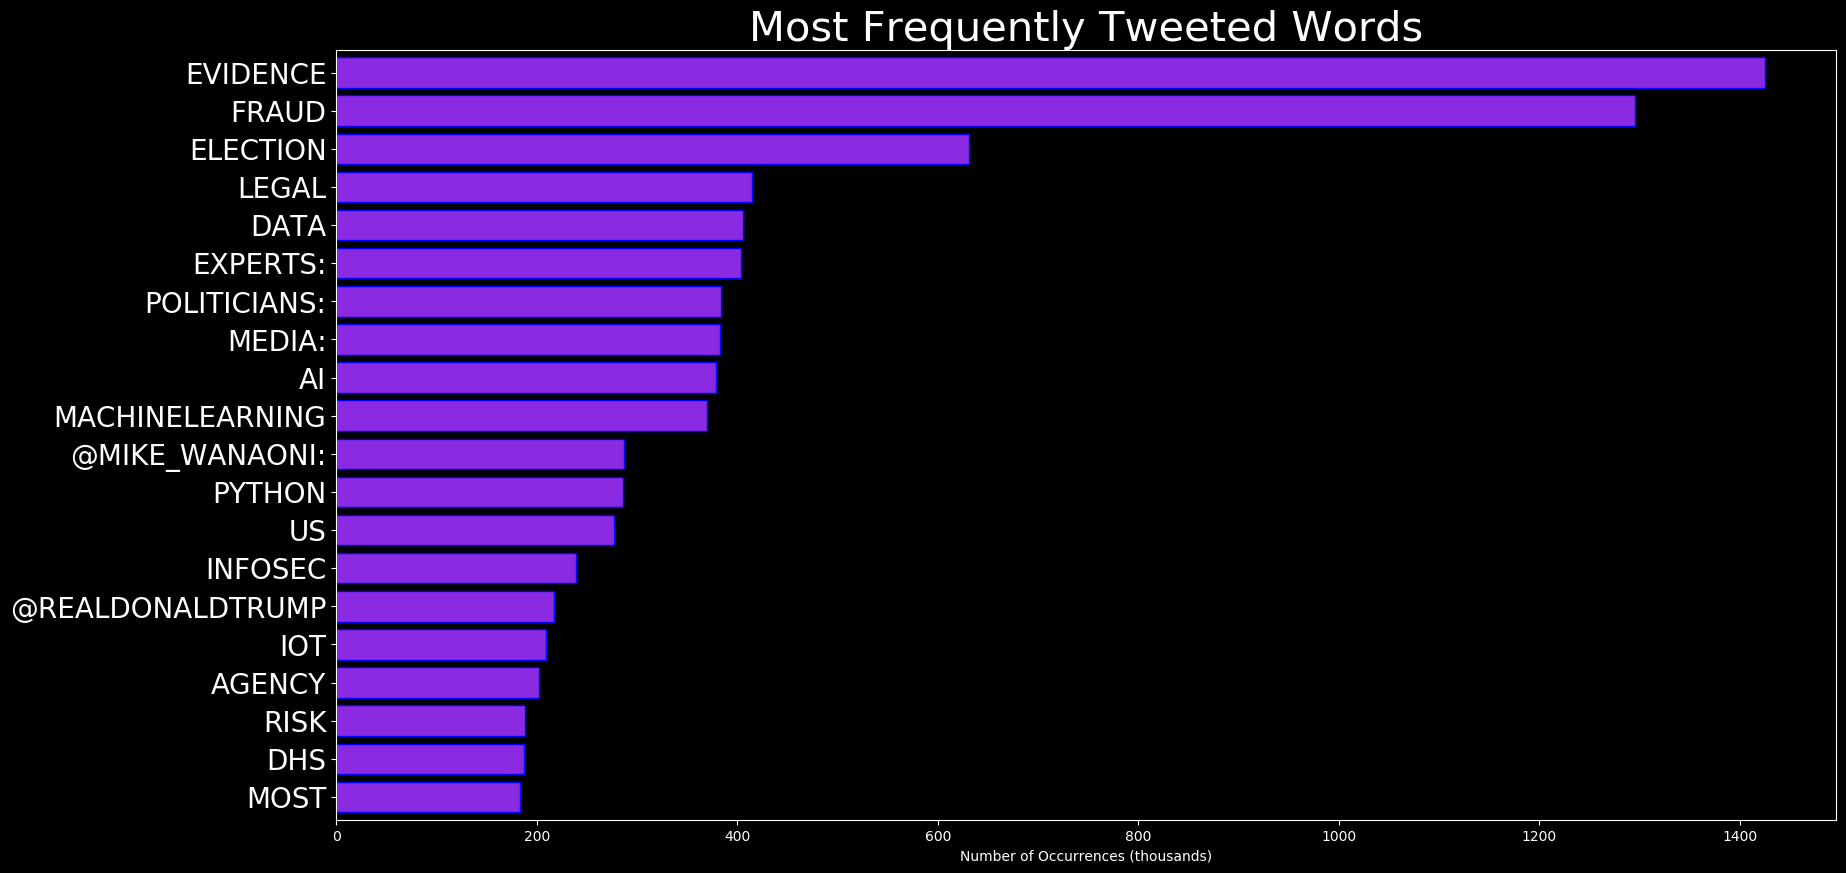 Most Frequently Tweeted Words
EVIDENCE
FRAUD
ELECTION
LEGAL
DATA
EXPERTS:
POLITICIANS:
MEDIA:
AI
MACHINELEARNING
@MIKE_WANAONI:
PYTHON
US
INFOSEC
@REALDONALDTRUMP
IOT
AGENCY
RISK
DHS
MOST
0 200 400 600 800 1000 1200 1400
Number of Occurrences (thousands)